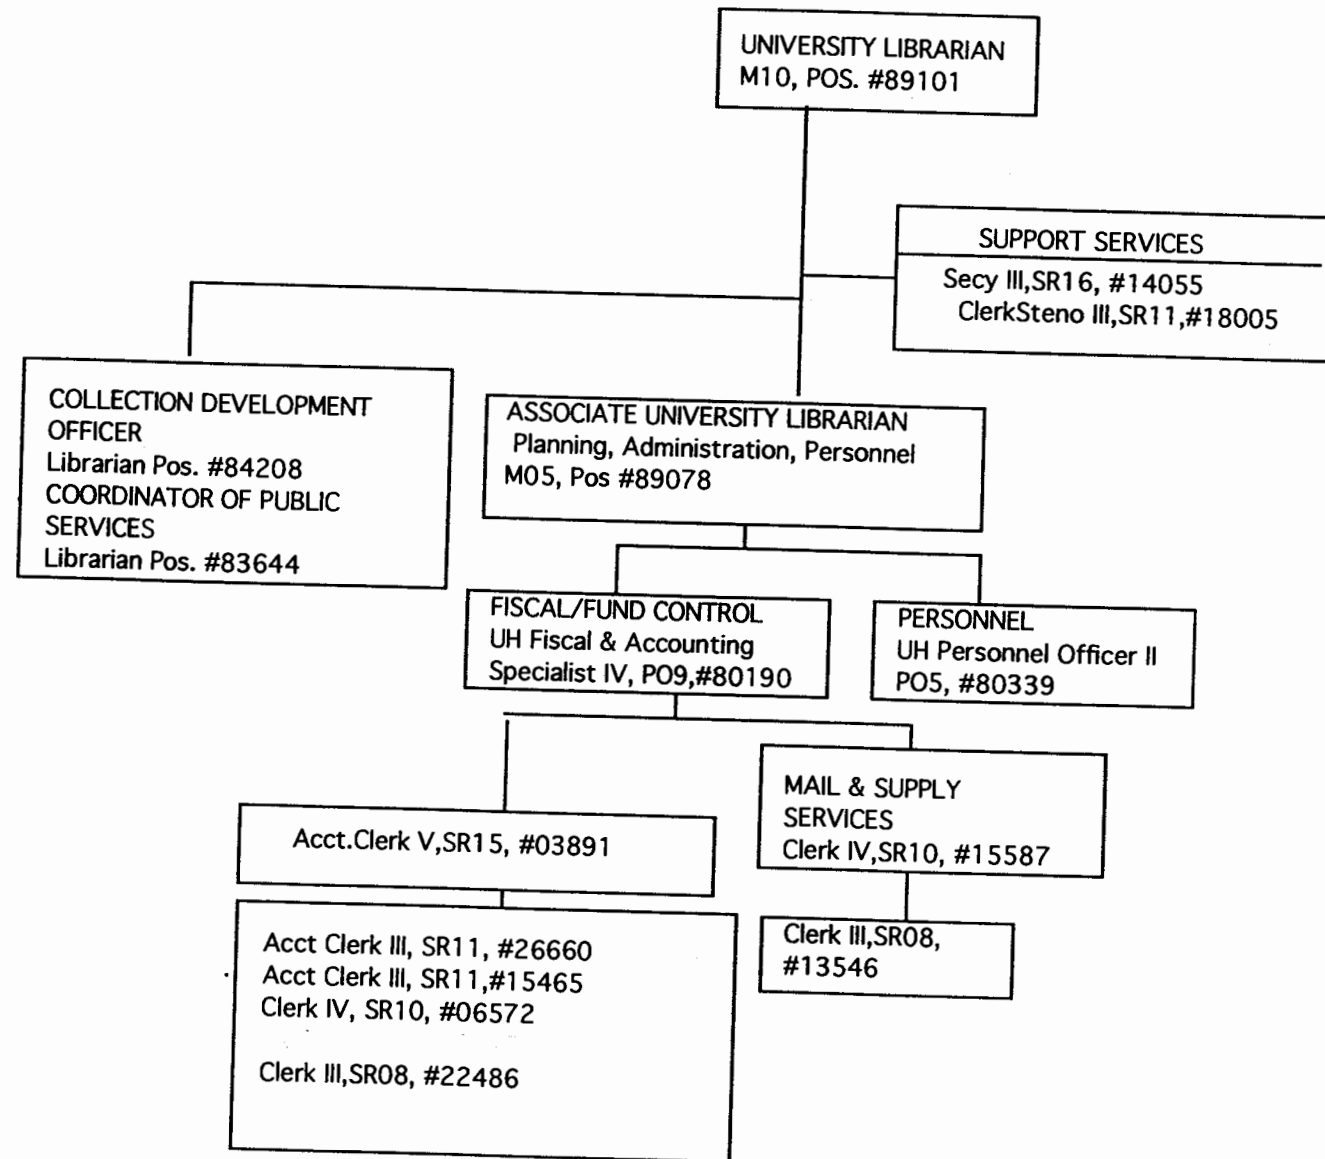 UNIVERSITY LIBRARIAN
M10, POS. #89101
SUPPORT SERVICES
Secy III,SR16, #14055
ClerkSteno III,SR11,#18005
COLLECTION DEVELOPMENT
OFFICER
Librarian Pos. #84208
COORDINATOR OF PUBLIC
SERVICES
Librarian Pos. #83644
ASSOCIATE UNIVERSITY LIBRARIAN
Planning, Administration, Personnel
M05, Pos #89078
FISCAL/FUND CONTROL
UH Fiscal & Accounting
Specialist IV, PO9,#80190
PERSONNEL
UH Personnel Officer II
PO5, #80339
Acct.Clerk V,SR15, #03891
MAIL & SUPPLY
SERVICES
Clerk IV,SR10, #15587
Acct Clerk III, SR11, #26660
Acct Clerk III, SR11,#15465
Clerk IV, SR10, #06572
Clerk III,SR08, #22486
Clerk III,SR08,
#13546